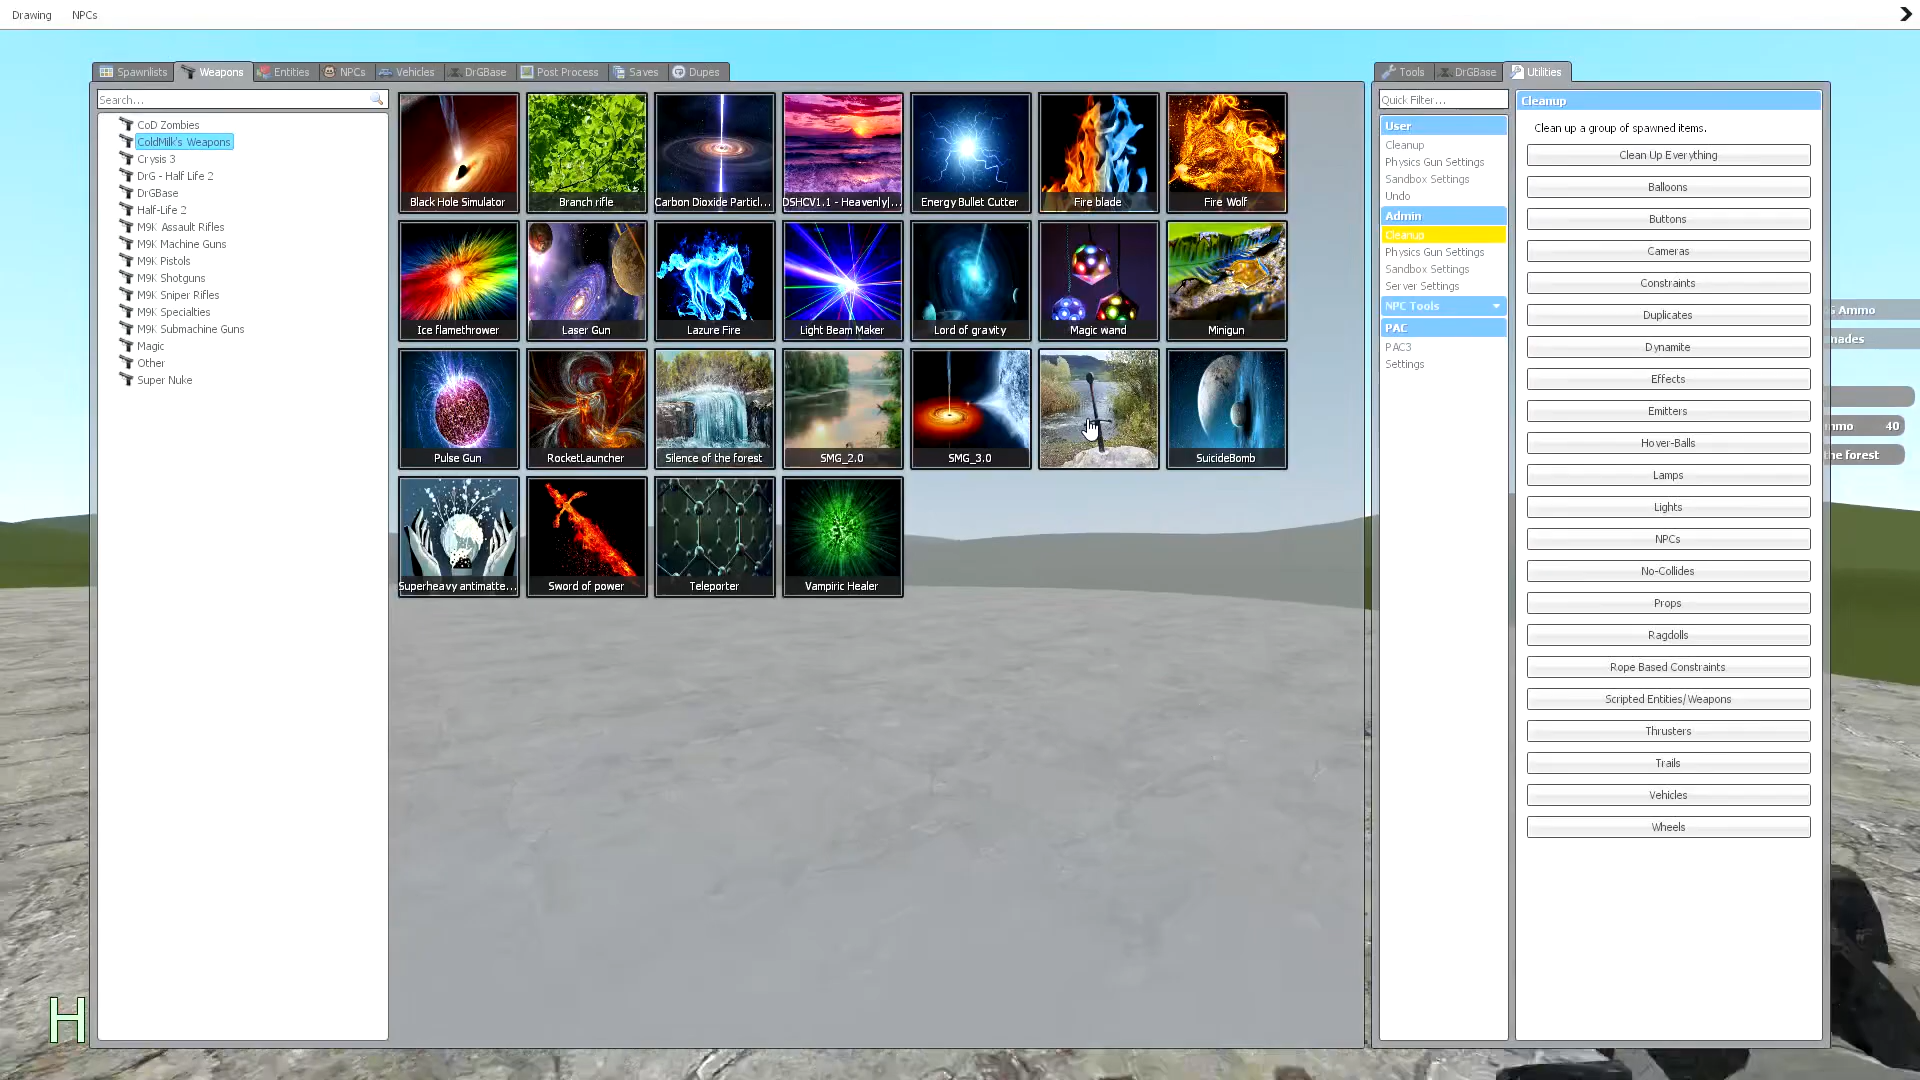 Drawing NPCs
Spawnlists Weapons Entities NPCs Vehicles DrGBase Post Process Saves Dupes
Tools DrGBase Utilities
Search...
CoD Zombies
ColdMilk's Weapons
Crysis 3
DrG - Half Life 2
DrGBase
Half-Life 2
M9K Assault Rifles
M9K Machine Guns
M9K Pistols
M9K Shotguns
M9K Sniper Rifles
M9K Specialties
M9K Submachine Guns
Magic
Other
Super Nuke
Black Hole Simulator
Branch rifle
Carbon Dioxide Particl...
DSHCV1.1 - Heavenly|...
Energy Bullet Cutter
Fire blade
Fire Wolf
Ice flamethrower
Laser Gun
Lazure Fire
Light Beam Maker
Lord of gravity
Magic wand
Minigun
Pulse Gun
RocketLauncher
Silence of the forest
SMG_2.0
SMG_3.0
SuicideBomb
Superheavy antimatte...
Sword of power
Teleporter
Vampiric Healer
Quick Filter...
User
Cleanup
Physics Gun Settings
Sandbox Settings
Undo
Admin
Cleanup
Physics Gun Settings
Sandbox Settings
Server Settings
NPC Tools
PAC
PAC3
Settings
Cleanup
Clean up a group of spawned items.
Clean Up Everything
Balloons
Buttons
Cameras
Constraints
Duplicates
Dynamite
Effects
Emitters
Hover-Balls
Lamps
Lights
NPCs
No-Collides
Props
Ragdolls
Rope Based Constraints
Scripted Entities/Weapons
Thrusters
Trails
Vehicles
Wheels
Ammo
nades
mmo 40
he forest
H